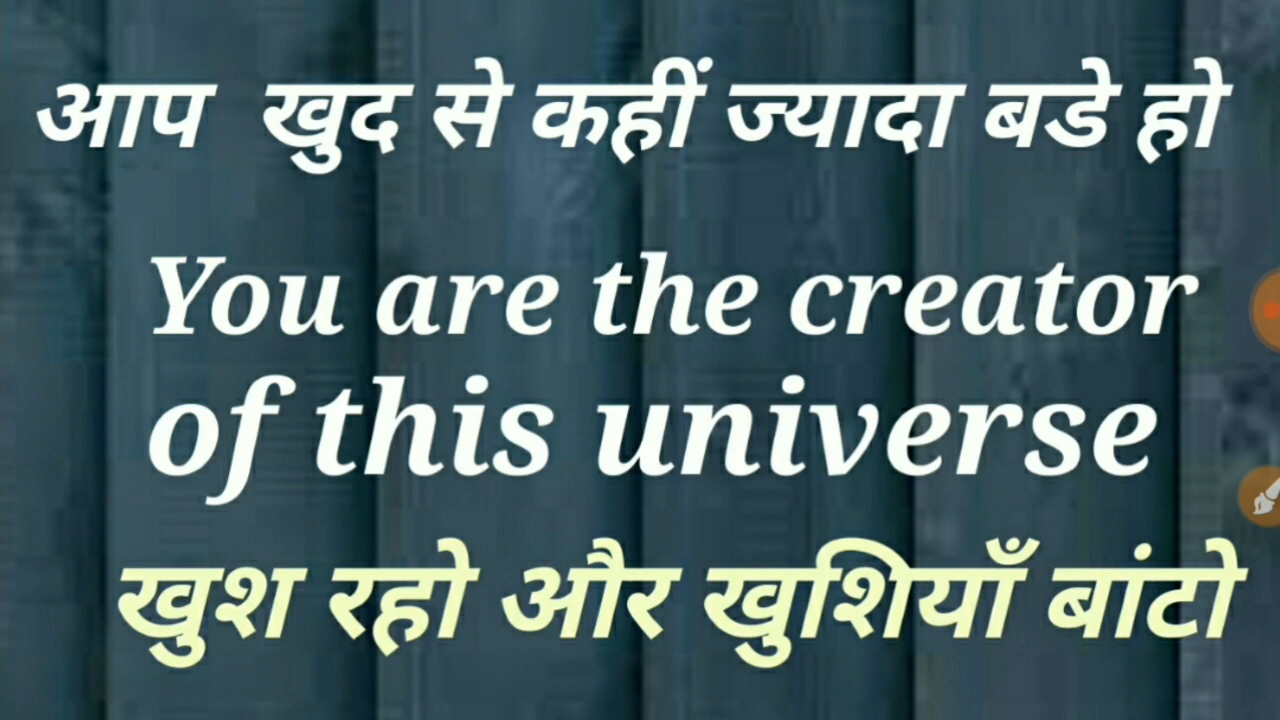 आप खुद से कहीं ज्यादा बडे हो
You are the creator
of this universe
खुश रहो और खुशियाँ बांटो